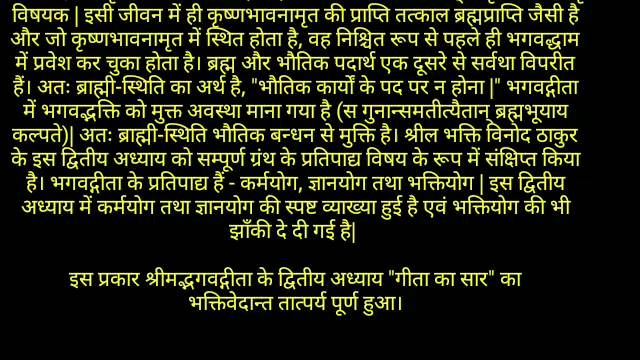 विषयक | इसी जीवन में ही कृष्णभावनामृत की प्राप्ति तत्काल ब्रह्मप्राप्ति जैसी है
और जो कृष्णभावनामृत में स्थित होता है, वह निश्चित रूप से पहले ही भगवद्धाम
में प्रवेश कर चुका होता है। ब्रह्म और भौतिक पदार्थ एक दूसरे से सर्वथा विपरीत
हैं। अतः ब्राह्मी-स्थिति का अर्थ है, "भौतिक कार्यों के पद पर न होना |" भगवद्गीता
में भगवद्भक्ति को मुक्त अवस्था माना गया है (स गुनान्समतीत्यैतान् ब्रह्मभूयाय
कल्पते)| अतः ब्राह्मी-स्थिति भौतिक बन्धन से मुक्ति है। श्रील भक्ति विनोद ठाकुर
के इस द्वितीय अध्याय को सम्पूर्ण ग्रंथ के प्रतिपाद्य विषय के रूप में संक्षिप्त किया
है। भगवद्गीता के प्रतिपाद्य हैं - कर्मयोग, ज्ञानयोग तथा भक्तियोग | इस द्वितीय
अध्याय में कर्मयोग तथा ज्ञानयोग की स्पष्ट व्याख्या हुई है एवं भक्तियोग की भी
झाँकी दे दी गई है|
इस प्रकार श्रीमद्भगवद्गीता के द्वितीय अध्याय "गीता का सार" का
भक्तिवेदान्त तात्पर्य पूर्ण हुआ।